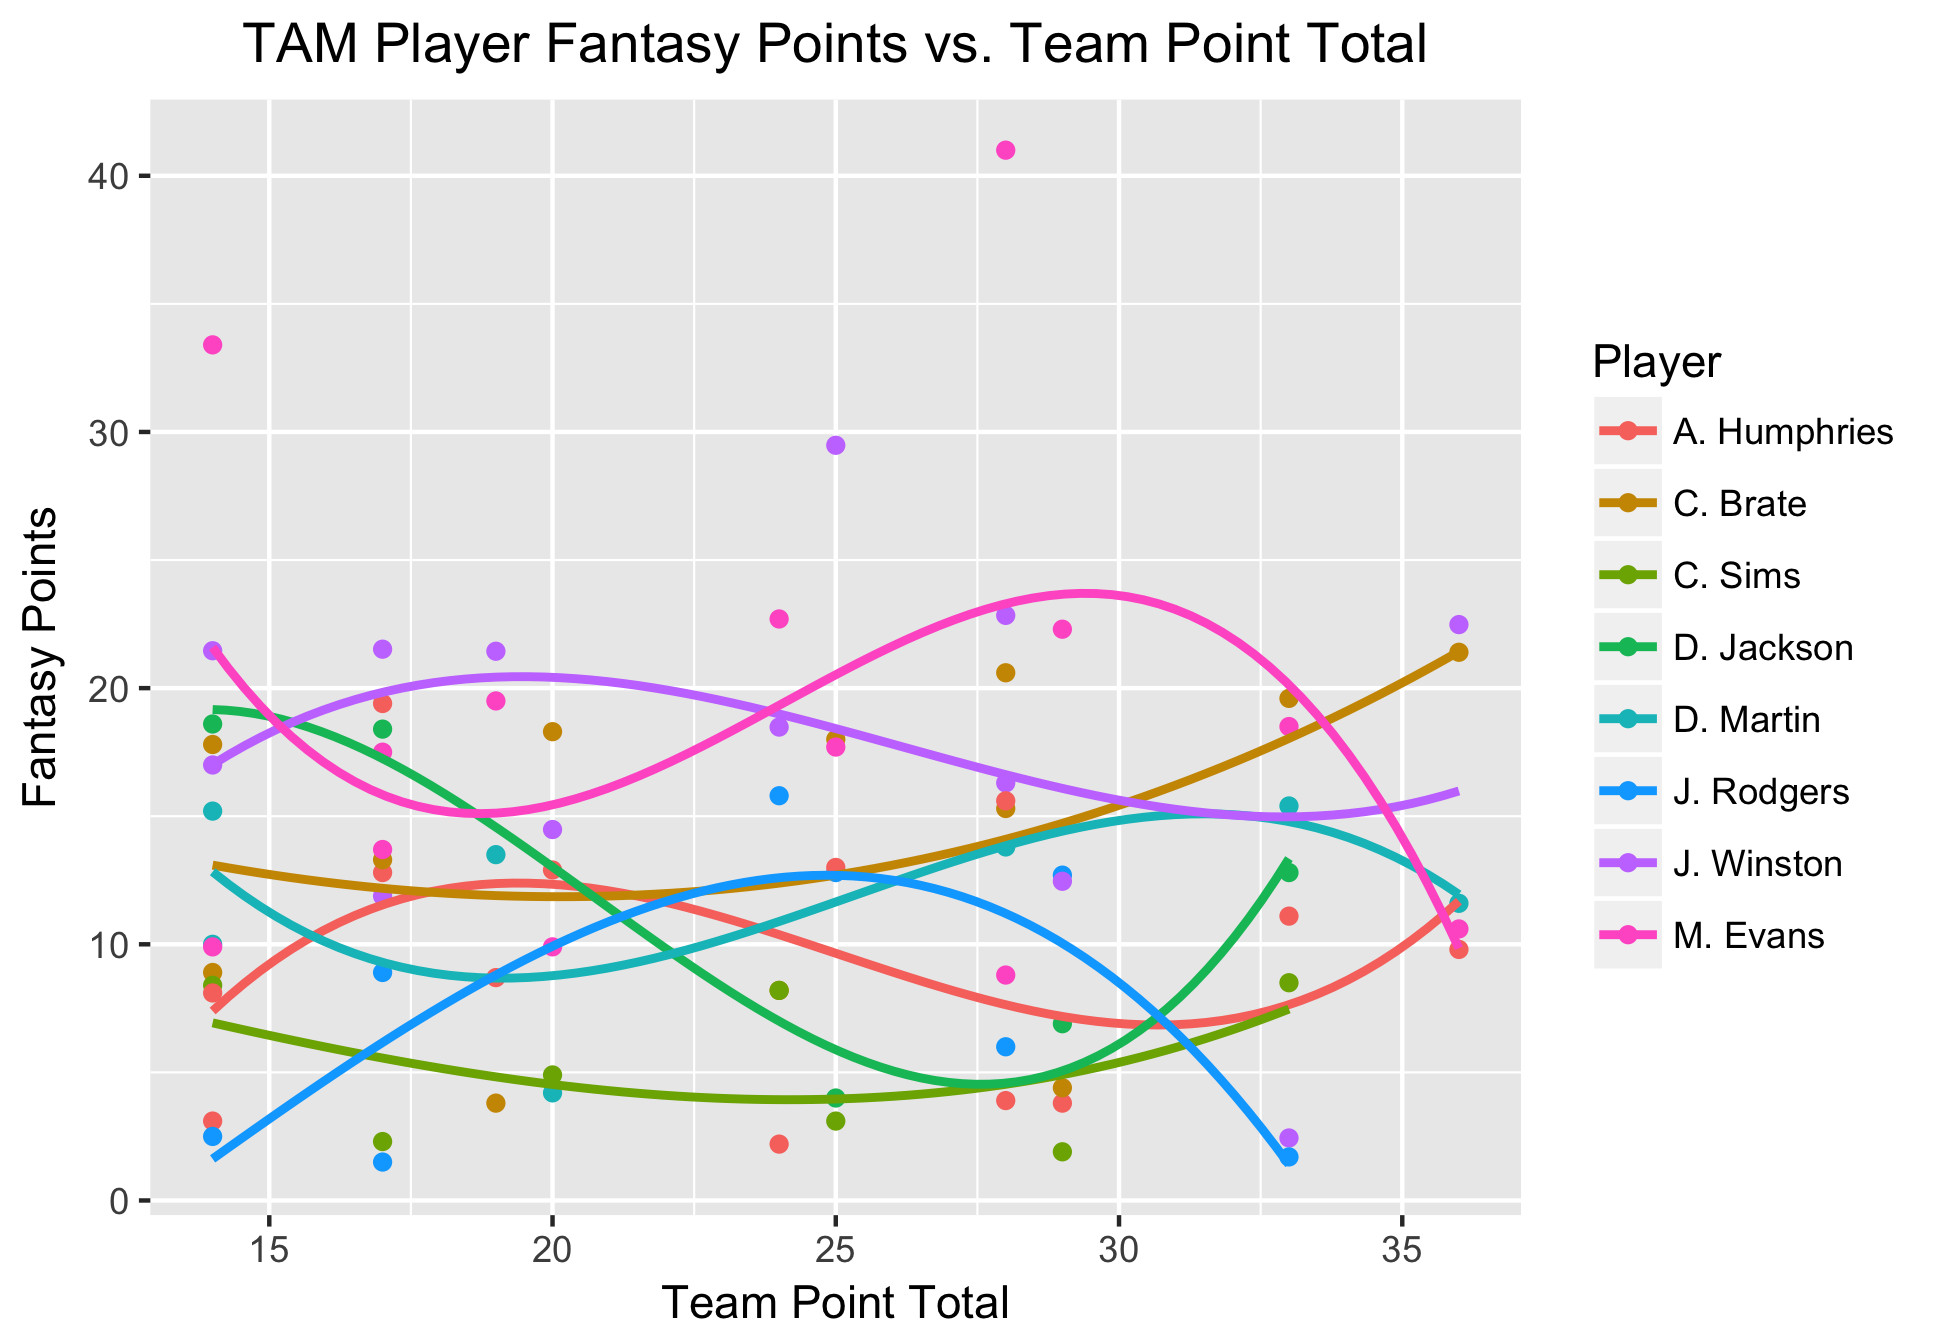 TAM Player Fantasy Points vs. Team Point Total
Fantasy Points
40
30
20
10
0
15 20 25 30 35
Team Point Total
Player
A. Humphries
C. Brate
C. Sims
D. Jackson
D. Martin
J. Rodgers
J. Winston
M. Evans